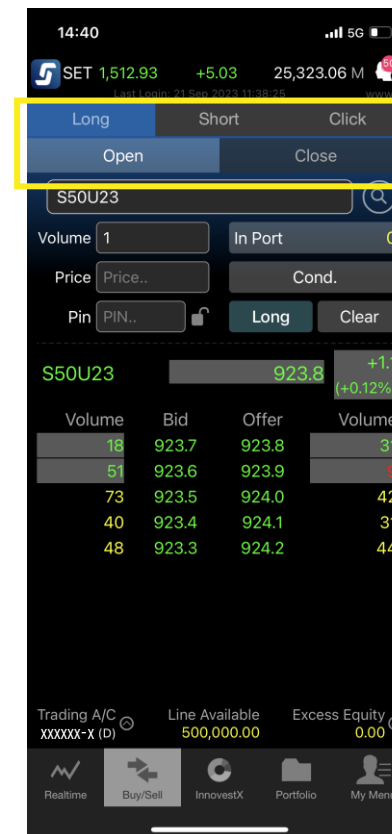 14:40 5G
SET 1,512.93 +5.03 25,323.06 M
Last Login: 21 Sep 2023 11:38:25 www
Long Short Click
Open Close
S50U23
Volume 1 In Port
Price Price.. Cond.
Pin PIN.. Long Clear
S50U23 923.8 +1.
(+0.12%
Volume Bid Offer Volume
18 923.7 923.8
51 923.6 923.9
73 923.5 924.0 42
40 923.4 924.1
48 923.3 924.2 44
Trading A/C Line Available Excess Equity
XXXXXX-X (D) 500,000.00 0.00
Realtime Buy/Sell InnovestX Portfolio My Menu